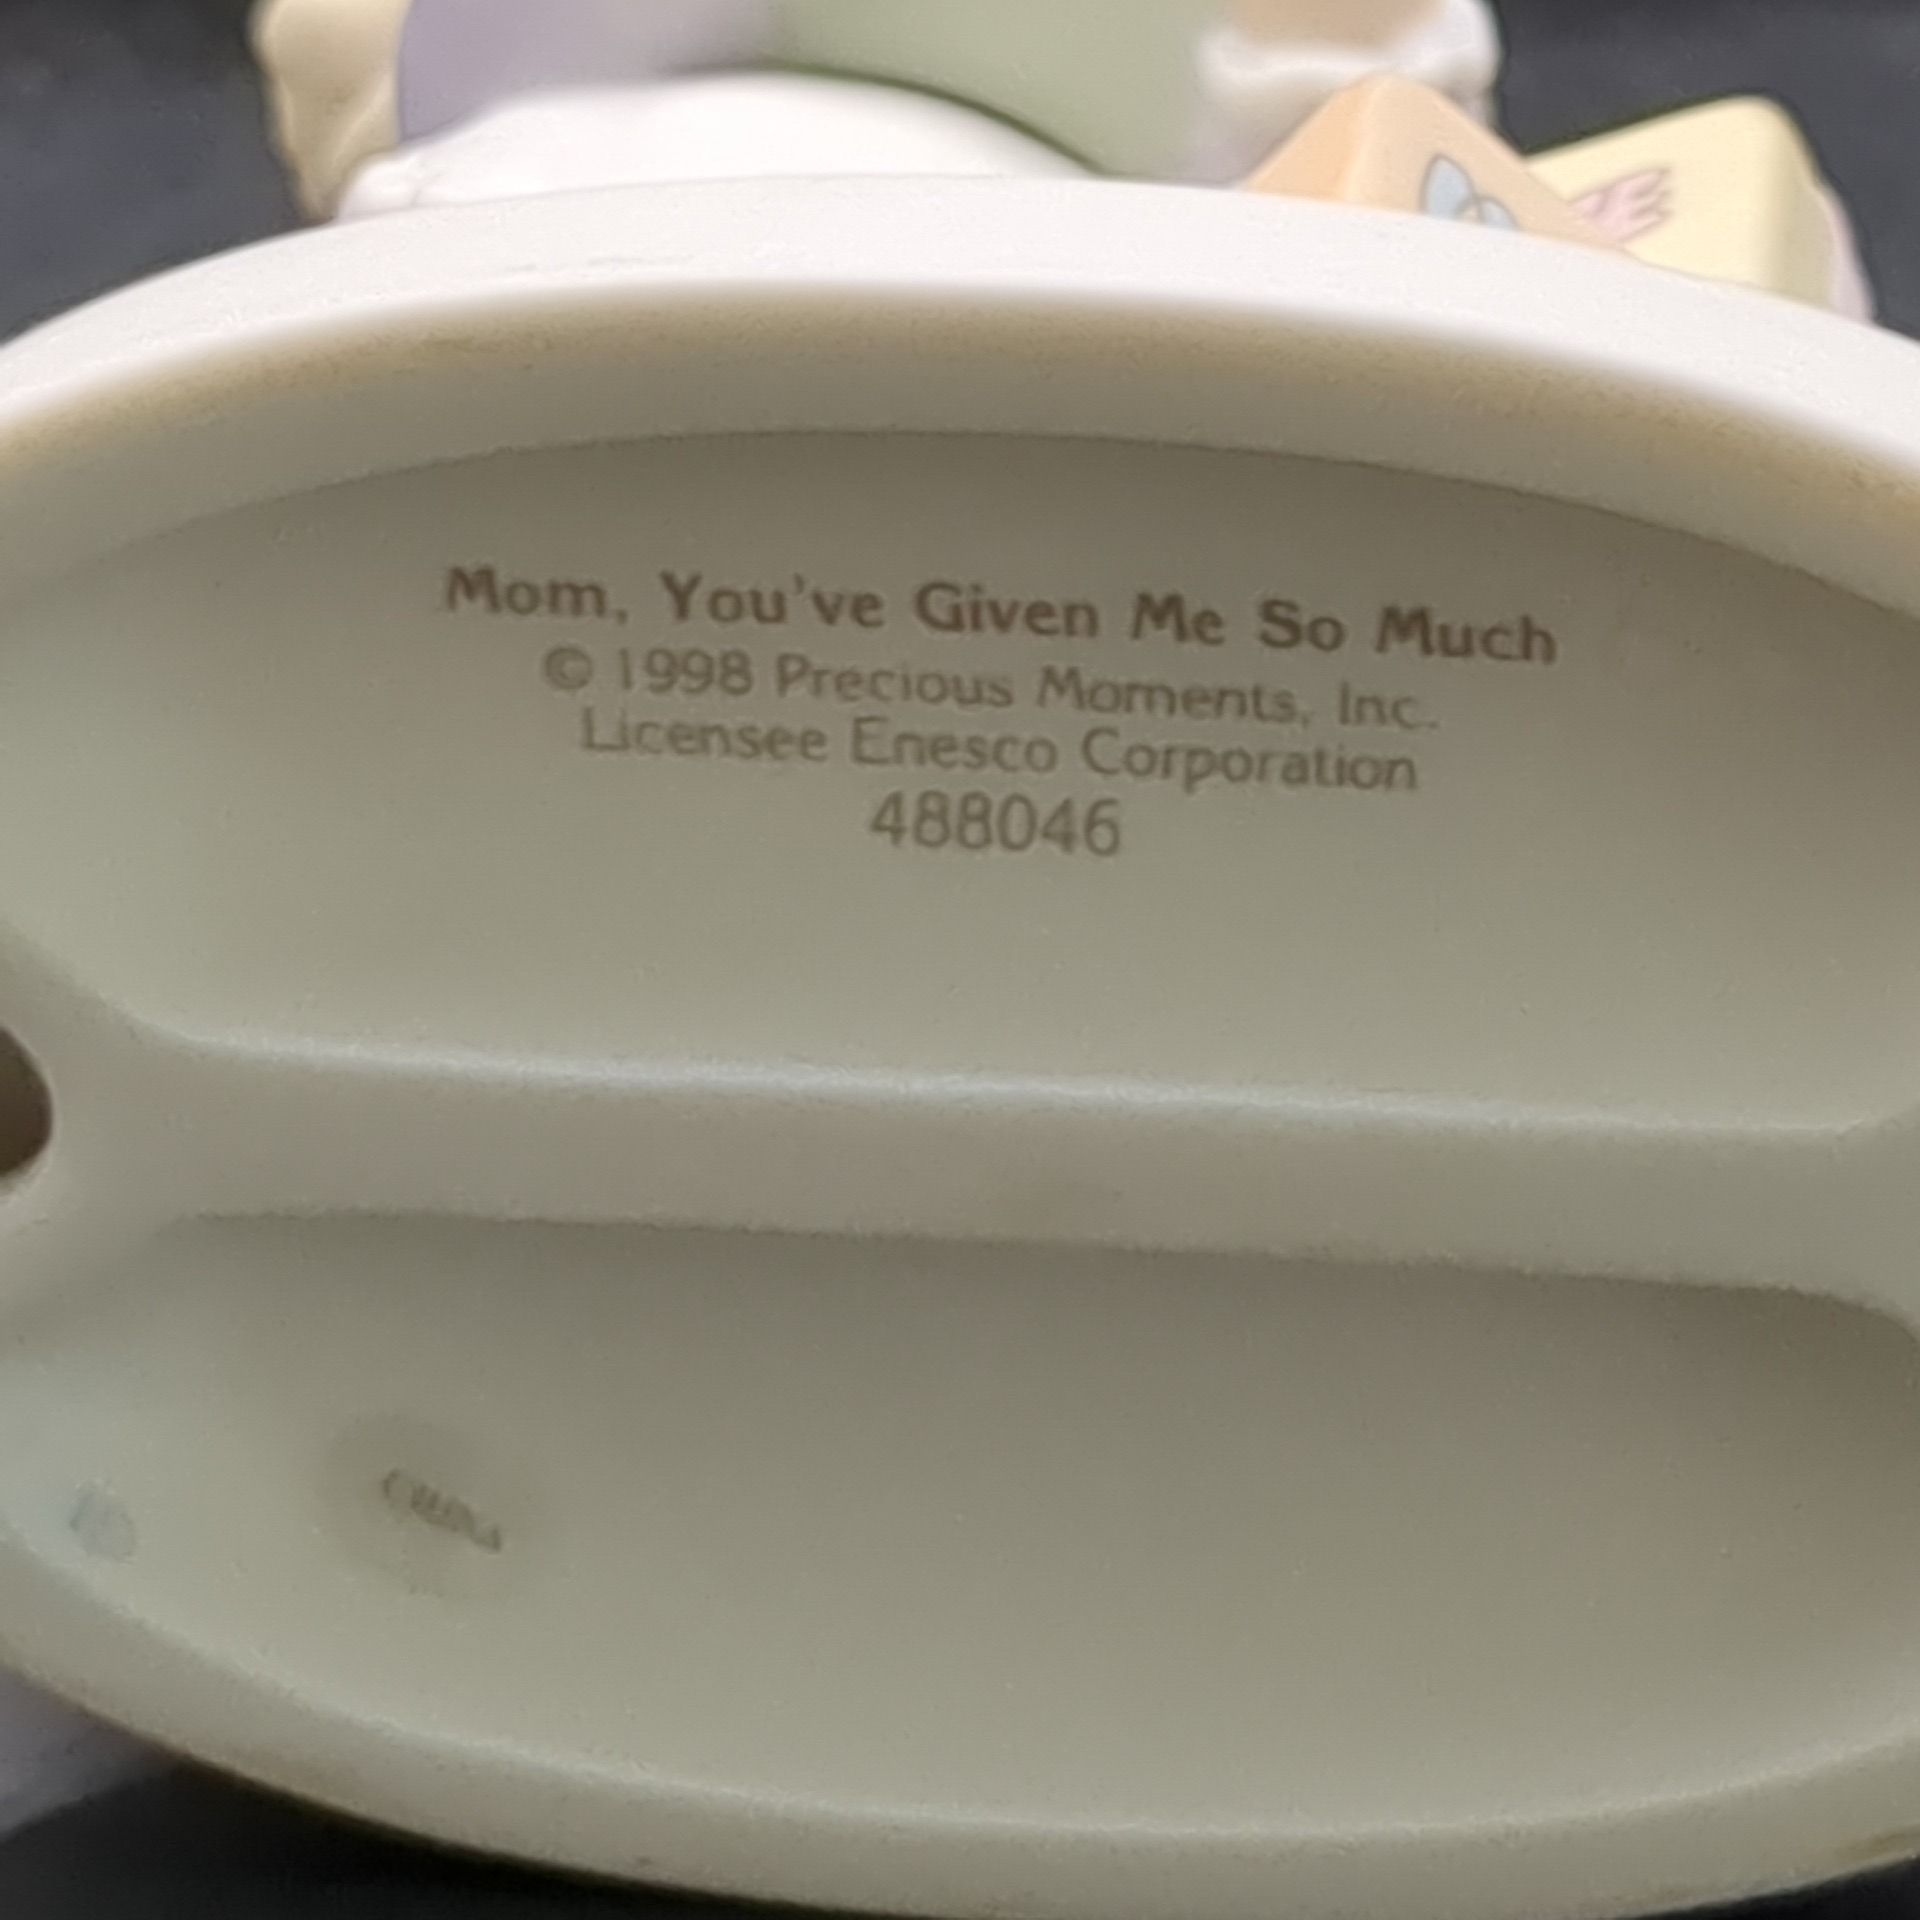 Mom, You've Given Me So Much
© 1998 Precious Moments, Inc.
Licensee Enesco Corporation
488046